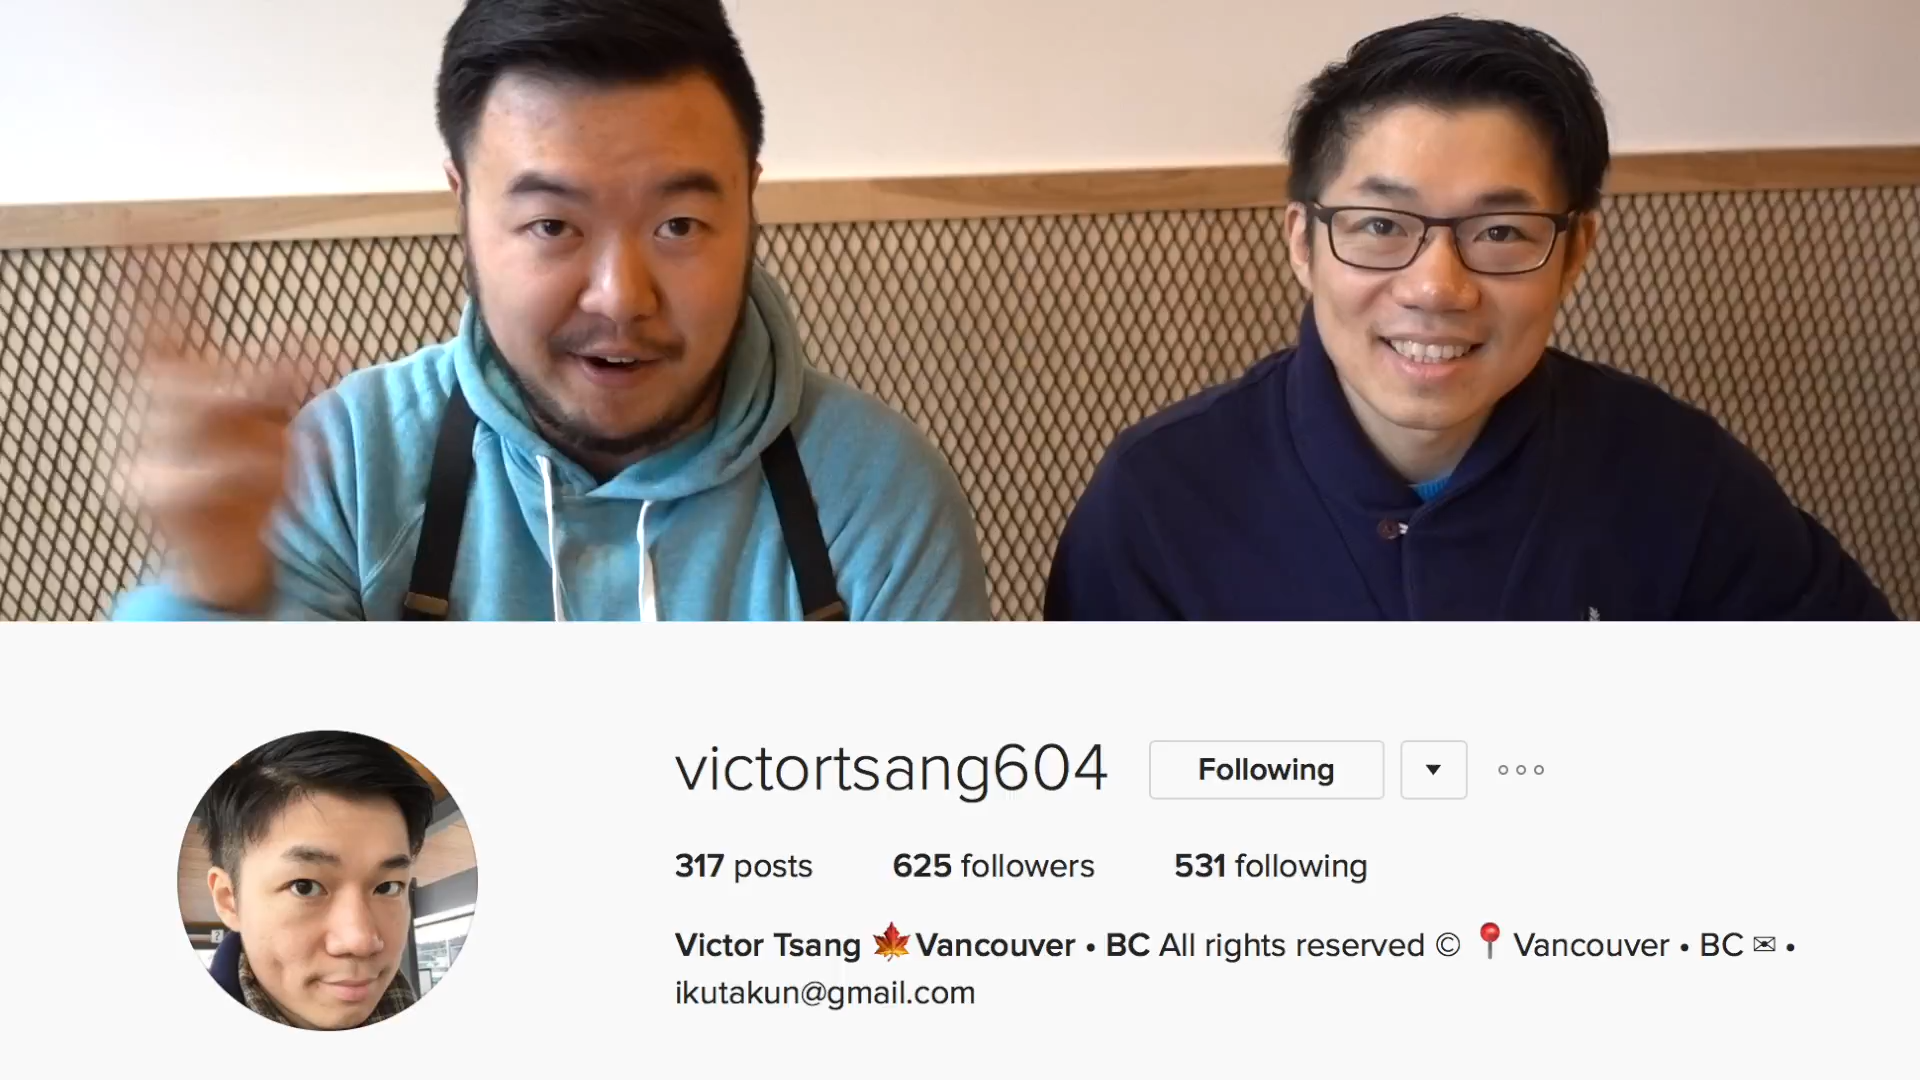 victortsang604 Following
317 posts 625 followers 531 following
Victor Tsang 🍁Vancouver • BC All rights reserved © 📍 Vancouver • BC ✉ •
ikutakun@gmail.com